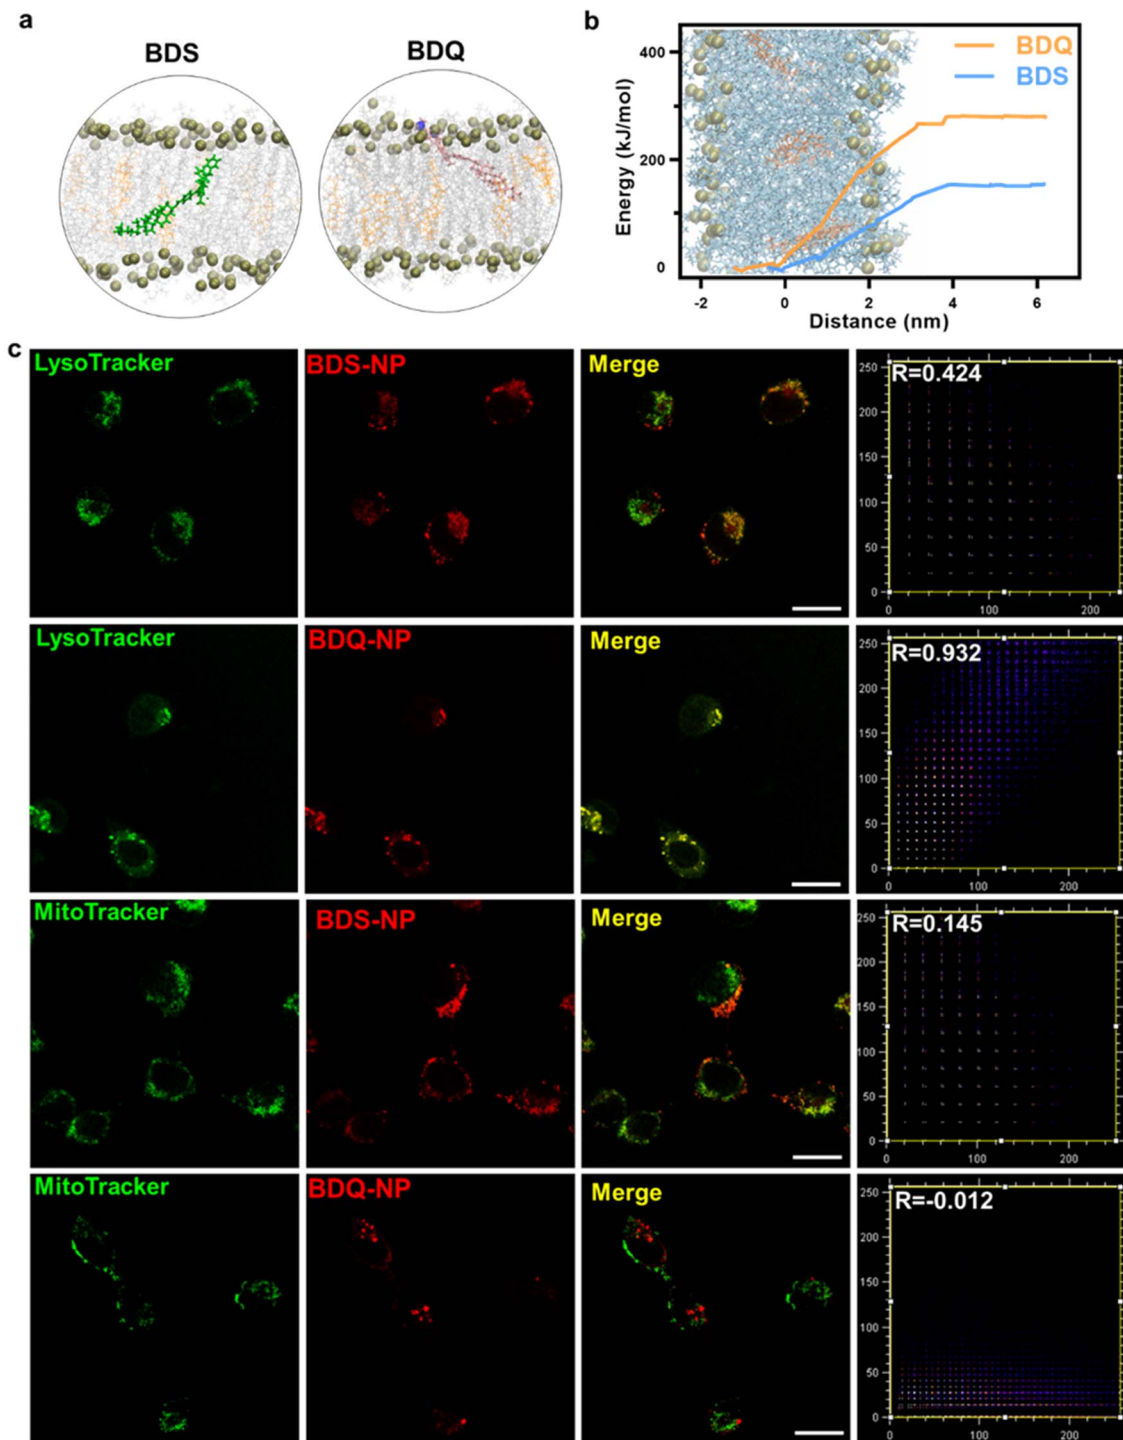 a
BDS
BDQ
b
BDQ
BDS
Energy (kJ/mol)
400
200
0
-2
0
2
4
6
Distance (nm)
c
LysoTracker
BDS-NP
Merge
R=0.424
250
200
150
100
50
0
0
100
200
LysoTracker
BDQ-NP
Merge
R=0.932
250
200
150
100
50
0
0
100
200
MitoTracker
BDS-NP
Merge
R=0.145
250
200
150
100
50
0
0
100
200
MitoTracker
BDQ-NP
Merge
R=-0.012
250
200
150
100
50
0
0
100
200